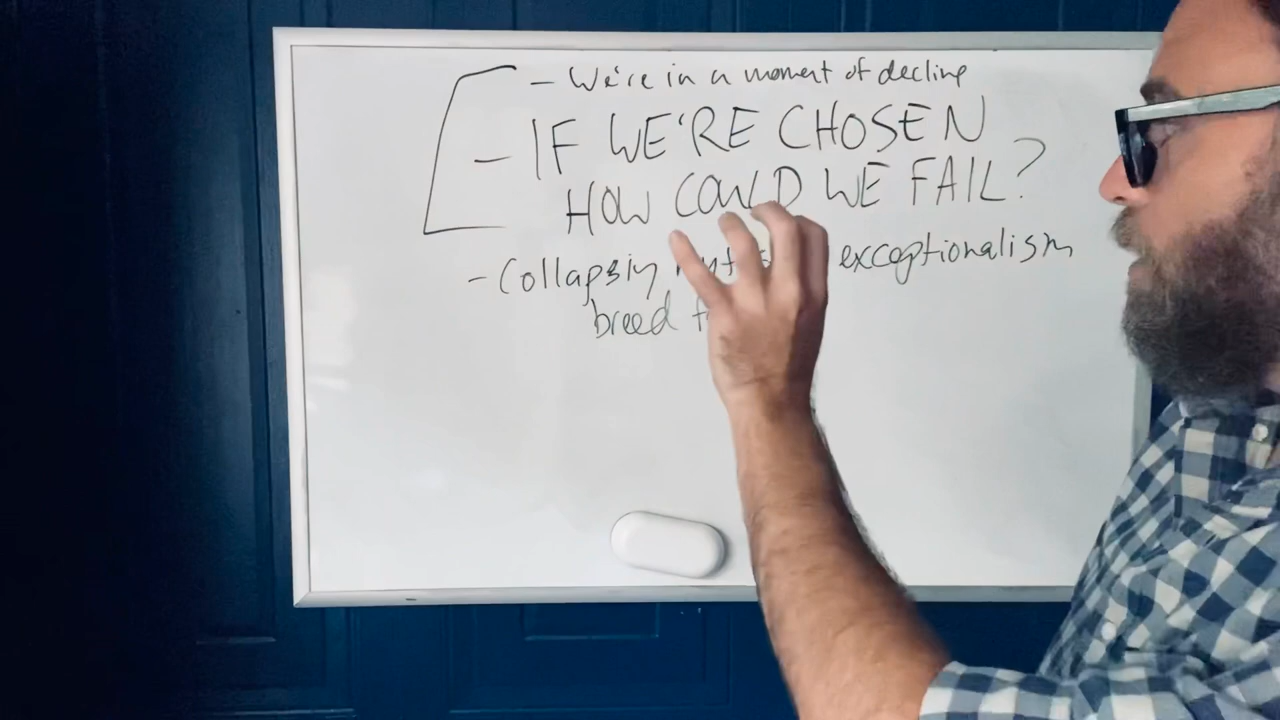 - We're in a moment of decline
- IF WE'RE CHOSEN
HOW COULD WE FAIL?
- Collapsing exceptionalism
breed